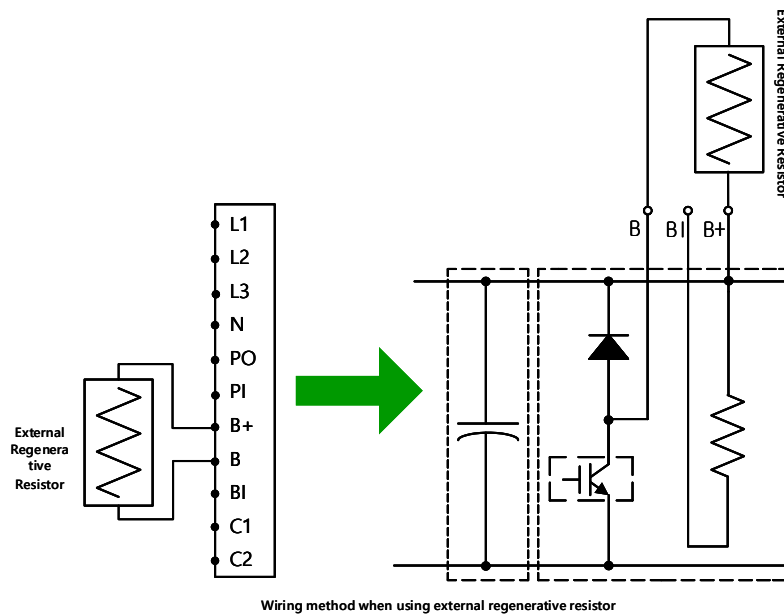 External Regenerative Resistor
L1
L2
L3
N
PO
PI
B+
B
BI
C1
C2
External
Regenera
tive
Resistor
B
BI
B+
Wiring method when using external regenerative resistor